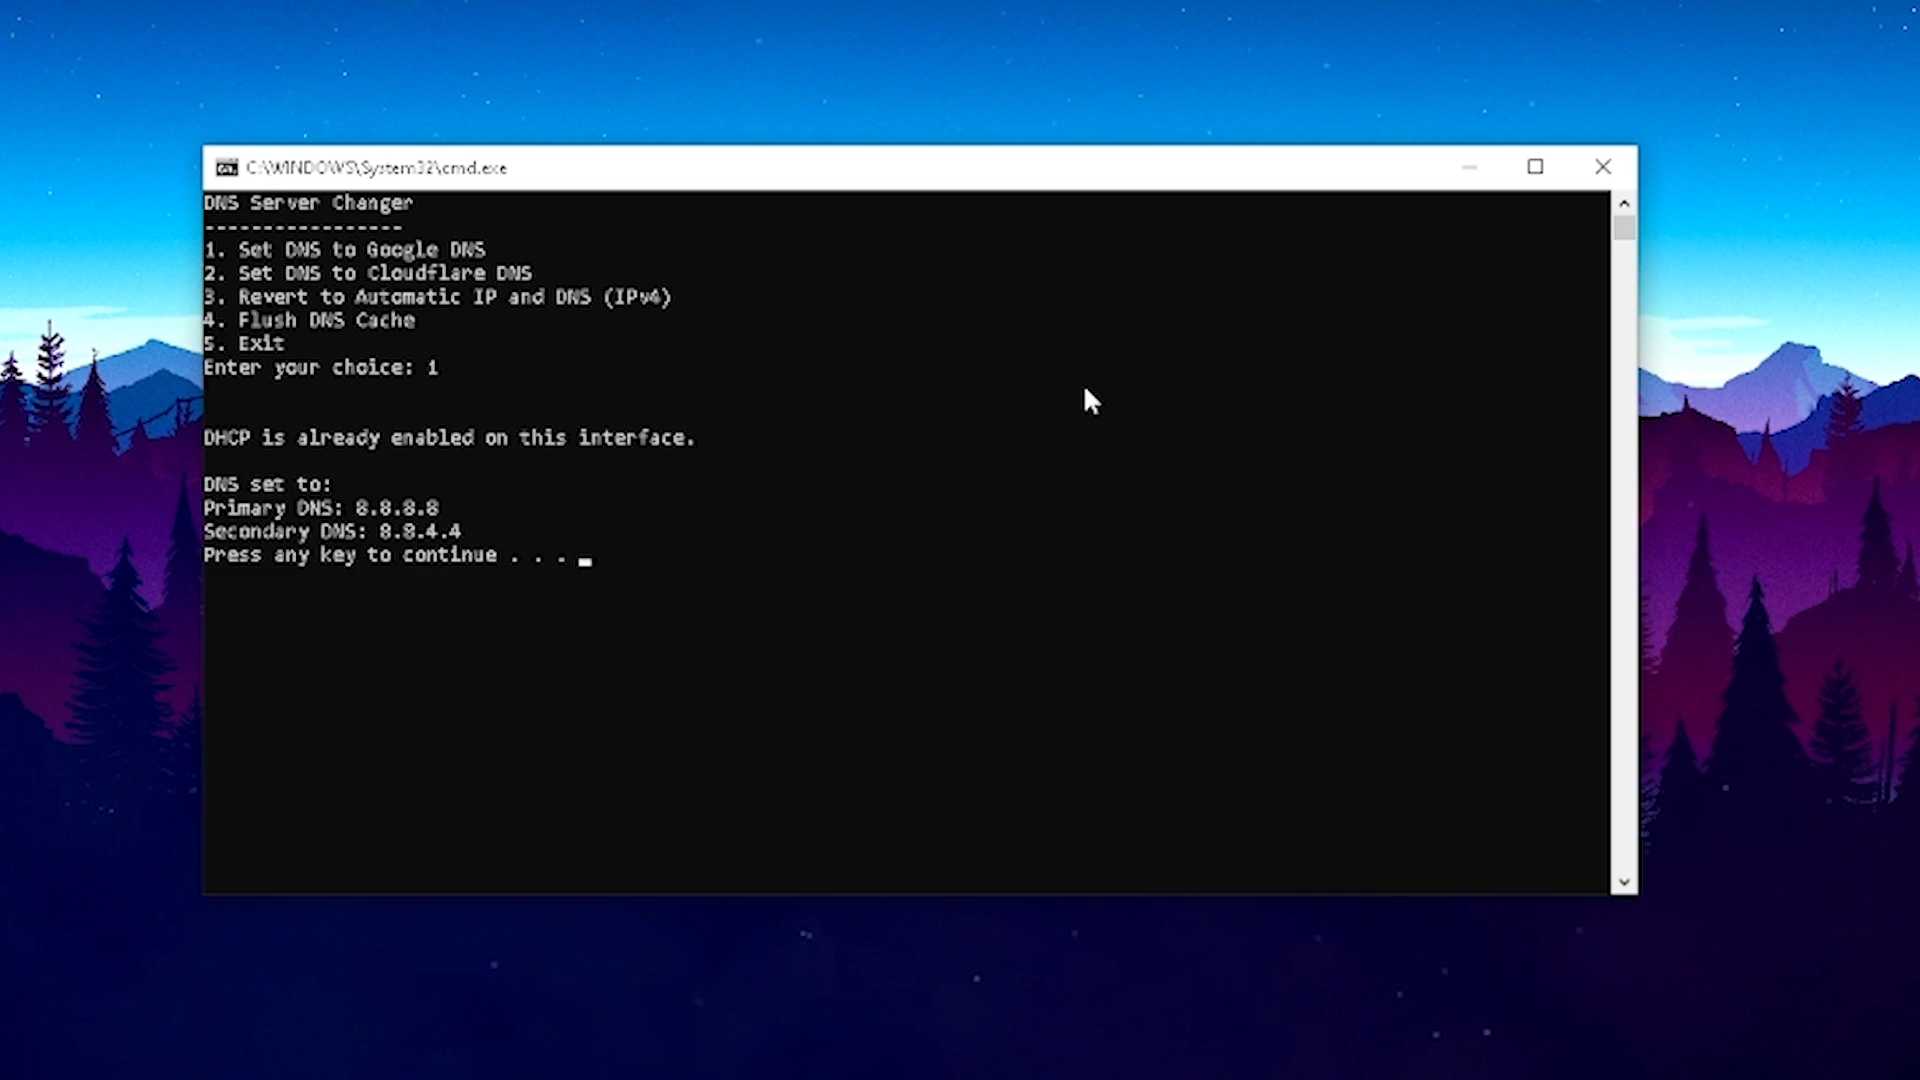 C:\WINDOWS\System32\cmd.exe
DNS Server Changer
-----------------
1. Set DNS to Google DNS
2. Set DNS to Cloudflare DNS
3. Revert to Automatic IP and DNS (IPv4)
4. Flush DNS Cache
5. Exit
Enter your choice: 1
DHCP is already enabled on this interface.
DNS set to:
Primary DNS: 8.8.8.8
Secondary DNS: 8.8.4.4
Press any key to continue . . .